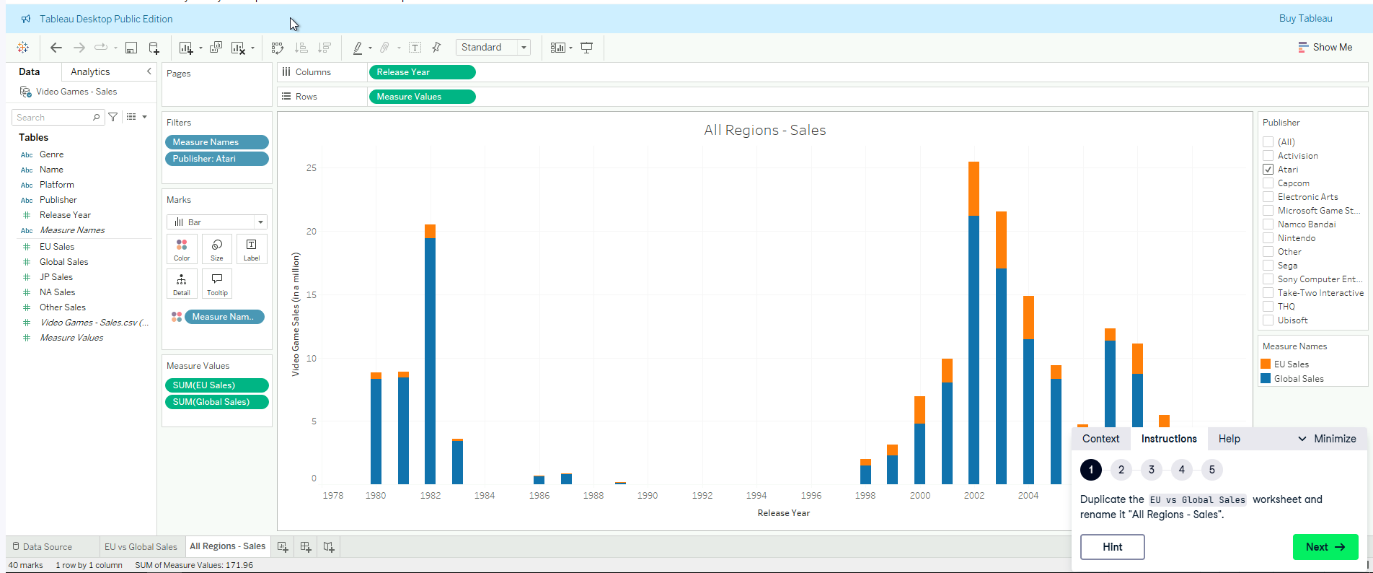 Tableau Desktop Public Edition
Buy Tableau
Standard
Show Me
Data
Analytics
Video Games - Sales
Search
Tables
Abc Genre
Abc Name
Abc Platform
Abc Publisher
# Release Year
Abc Measure Names
# EU Sales
# Global Sales
# JP Sales
# NA Sales
# Other Sales
# Video Games - Sales.csv (...
# Measure Values
Pages
Filters
Measure Names
Publisher: Atari
Marks
Bar
Color
Size
Label
Detail
Tooltip
Measure Nam..
Measure Values
SUM(EU Sales)
SUM(Global Sales)
Columns
Release Year
Rows
Measure Values
All Regions - Sales
Video Game Sales (in a million)
25
20
15
10
5
0
1978 1980 1982 1984 1986 1988 1990 1992 1994 1996 1998 2000 2002 2004
Release Year
Publisher
(All)
Activision
Atari
Capcom
Electronic Arts
Microsoft Game St...
Namco Bandai
Nintendo
Other
Sega
Sony Computer Ent...
Take-Two Interactive
THQ
Ubisoft
Measure Names
EU Sales
Global Sales
Context
Instructions
Help
Minimize
1 2 3 4 5
Duplicate the EU vs Global Sales worksheet and
rename it "All Regions - Sales".
Hint
Next
Data Source
EU vs Global Sales
All Regions - Sales
40 marks 1 row by 1 column SUM of Measure Values: 171.96